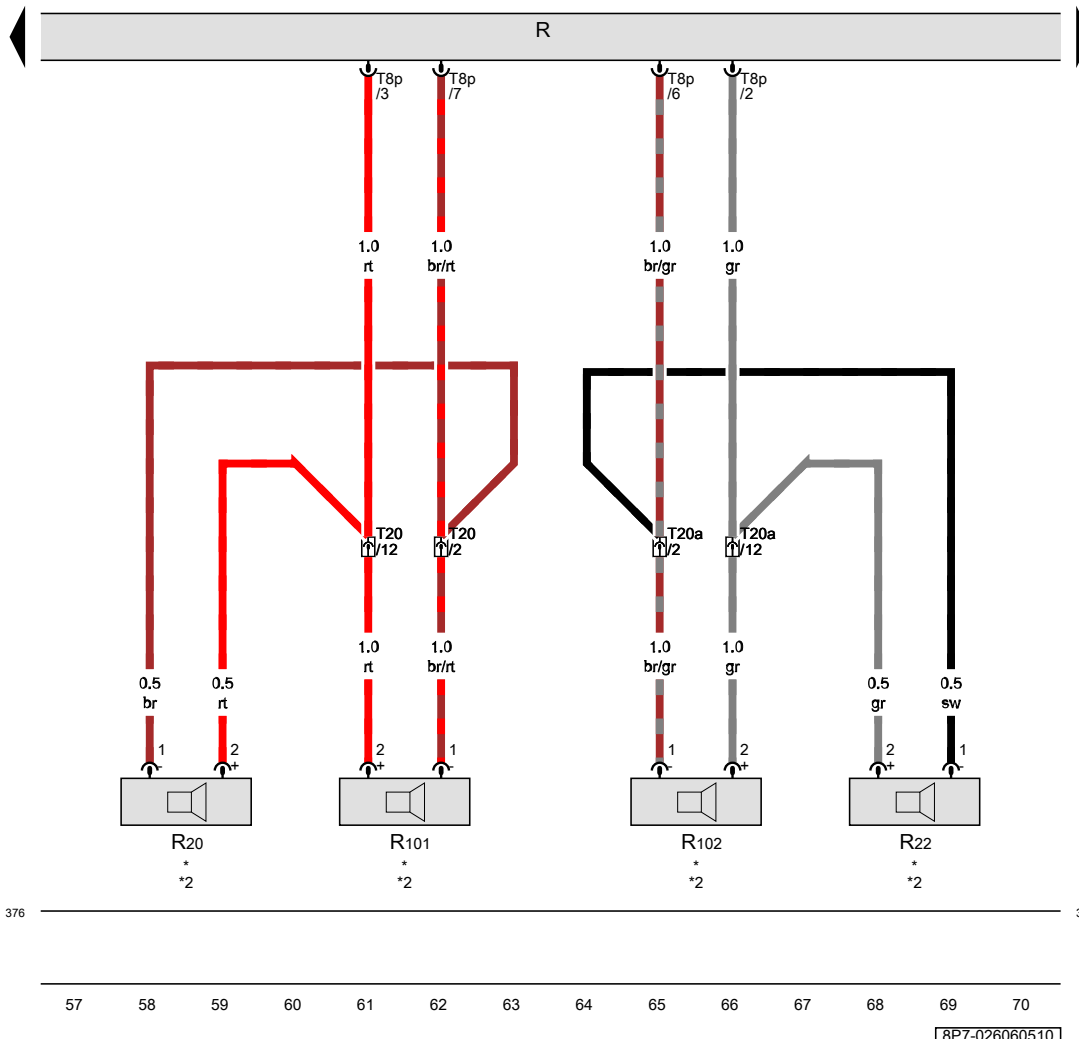 R
T8p
/3
T8p
/7
T8p
/6
T8p
/2
1.0
rt
1.0
br/rt
1.0
br/gr
1.0
gr
T20
/12
T20
/2
T20a
/2
T20a
/12
1.0
rt
1.0
br/rt
1.0
br/gr
1.0
gr
0.5
br
0.5
rt
0.5
gr
0.5
sw
1
-
2
+
2
+
1
-
1
-
2
+
2
+
1
-
R20
*
*2
R101
*
*2
R102
*
*2
R22
*
*2
376
3
57 58 59 60 61 62 63 64 65 66 67 68 69 70
8P7-026060510